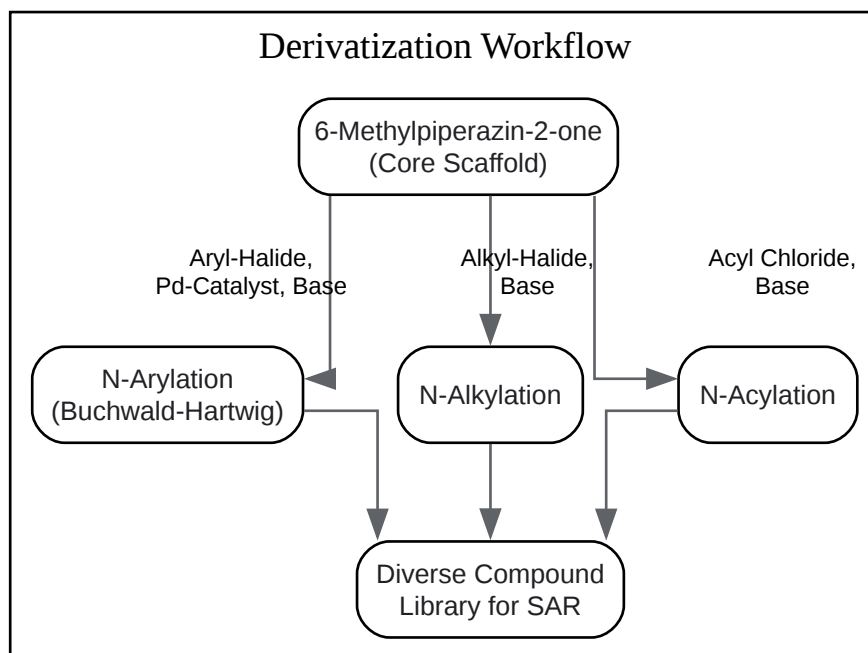 Derivatization Workflow
6-Methylpiperazin-2-one
(Core Scaffold)
Aryl-Halide,
Pd-Catalyst, Base
Alkyl-Halide,
Base
Acyl Chloride,
Base
N-Arylation
(Buchwald-Hartwig)
N-Alkylation
N-Acylation
Diverse Compound
Library for SAR